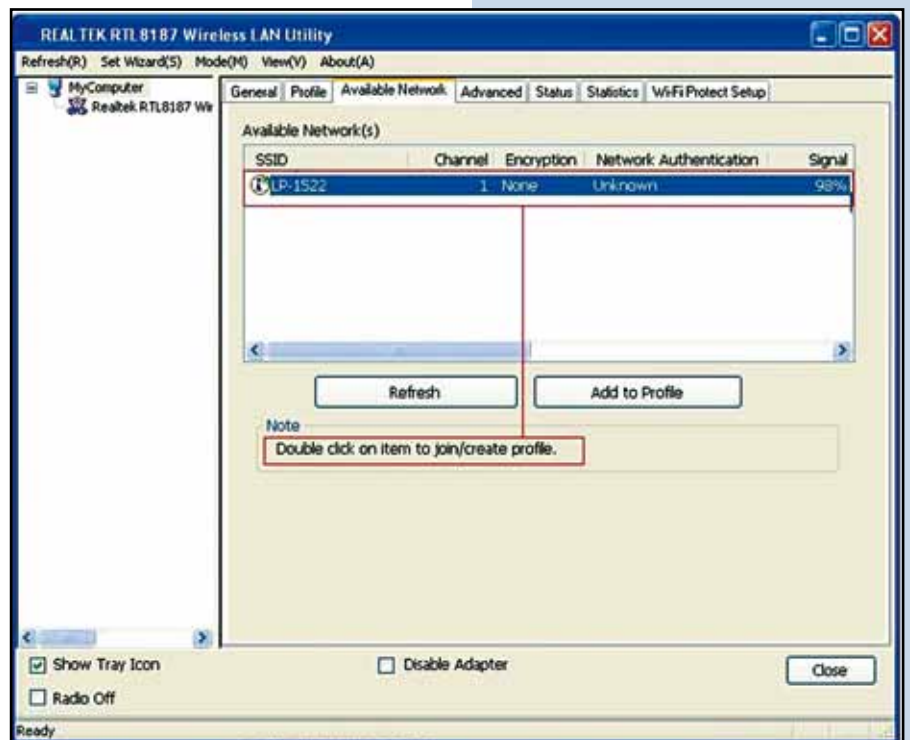 REALTEK RTL8187 Wireless LAN Utility
Refresh(R) Set Wizard(S) Mode(M) View(V) About(A)
MyComputer
Realtek RTL8187 Wir
General Profile Available Network Advanced Status Statistics Wi-Fi Protect Setup
Available Network(s)
SSID Channel Encryption Network Authentication Signal
LP-1522 1 None Unknown 98%
Refresh Add to Profile
Note
Double click on item to join/create profile.
Show Tray Icon Disable Adapter Close
Radio Off
Ready